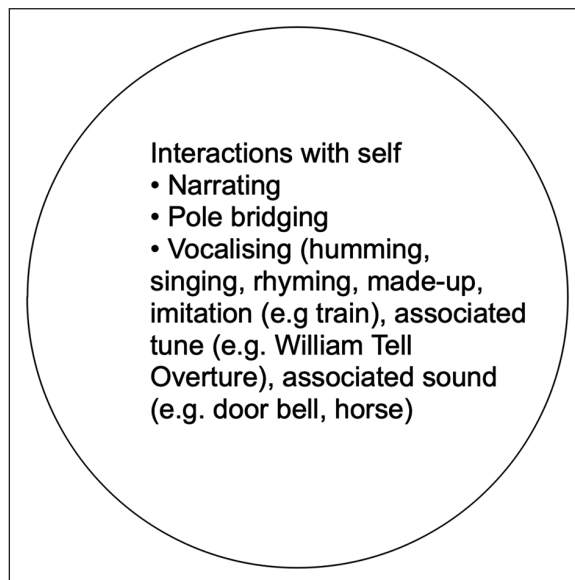 Interactions with self
• Narrating
• Pole bridging
• Vocalising (humming,
singing, rhyming, made-up,
imitation (e.g train), associated
tune (e.g. William Tell
Overture), associated sound
(e.g. door bell, horse)